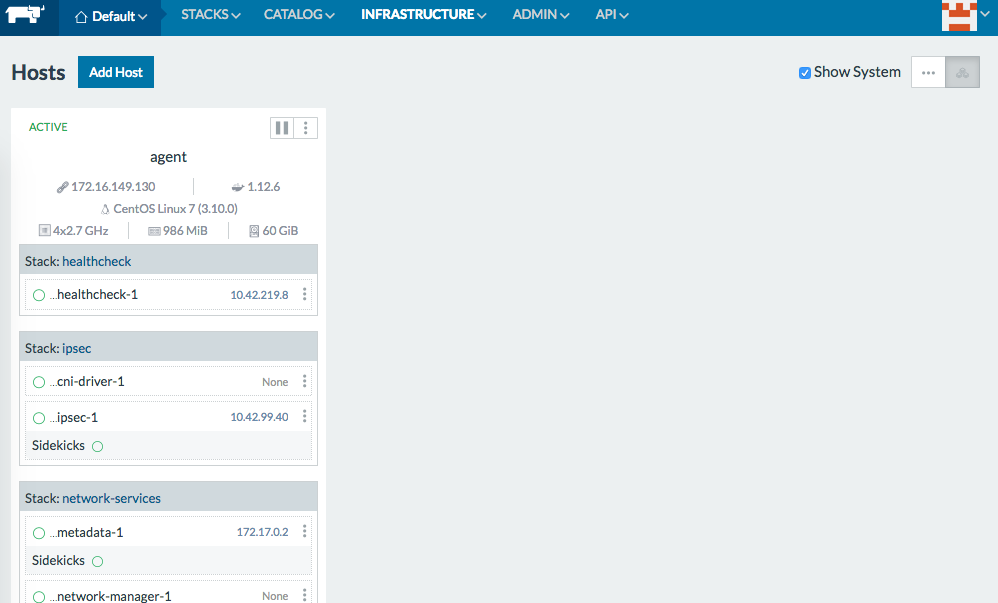 Default STACKS CATALOG INFRASTRUCTURE ADMIN API
Hosts Add Host Show System
ACTIVE
agent
172.16.149.130 1.12.6
CentOS Linux 7 (3.10.0)
4x2.7 GHz 986 MiB 60 GiB
Stack: healthcheck
...healthcheck-1 10.42.219.8
Stack: ipsec
...cni-driver-1 None
...ipsec-1 10.42.99.40
Sidekicks
Stack: network-services
...metadata-1 172.17.0.2
Sidekicks
...network-manager-1 None